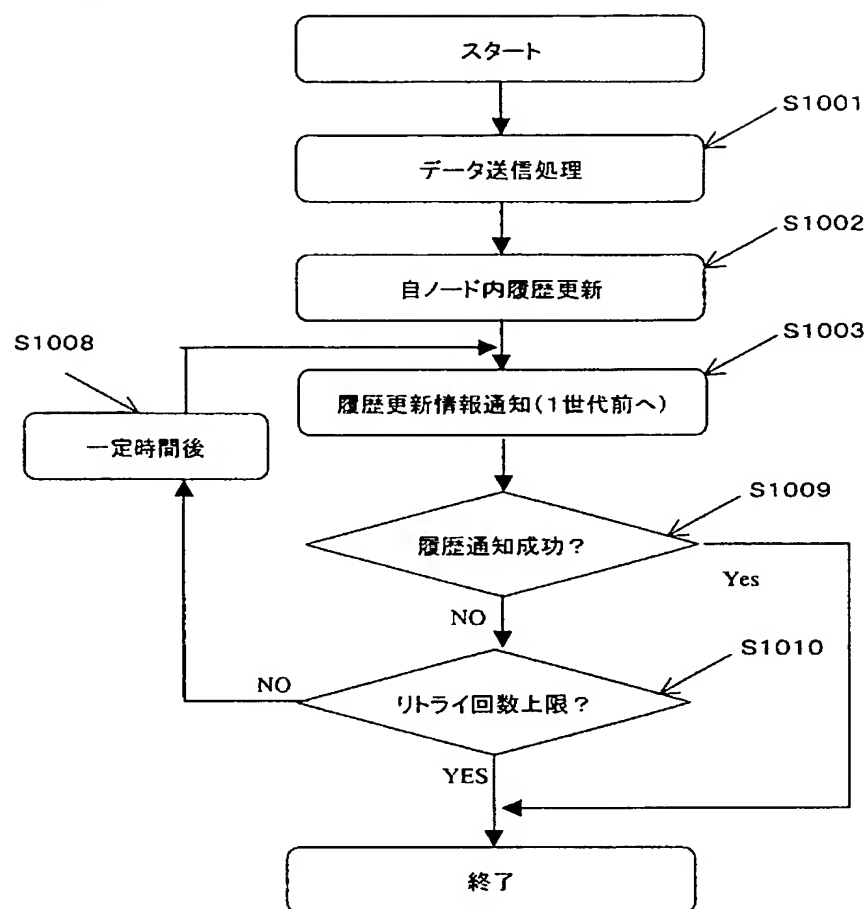 スタート
S1001
データ送信処理
S1002
自ノード内履歴更新
S1003
S1008
履歴更新情報通知(1世代前へ)
一定時間後
S1009
履歴通知成功?
Yes
NO
S1010
NO
リトライ回数上限?
YES
終了